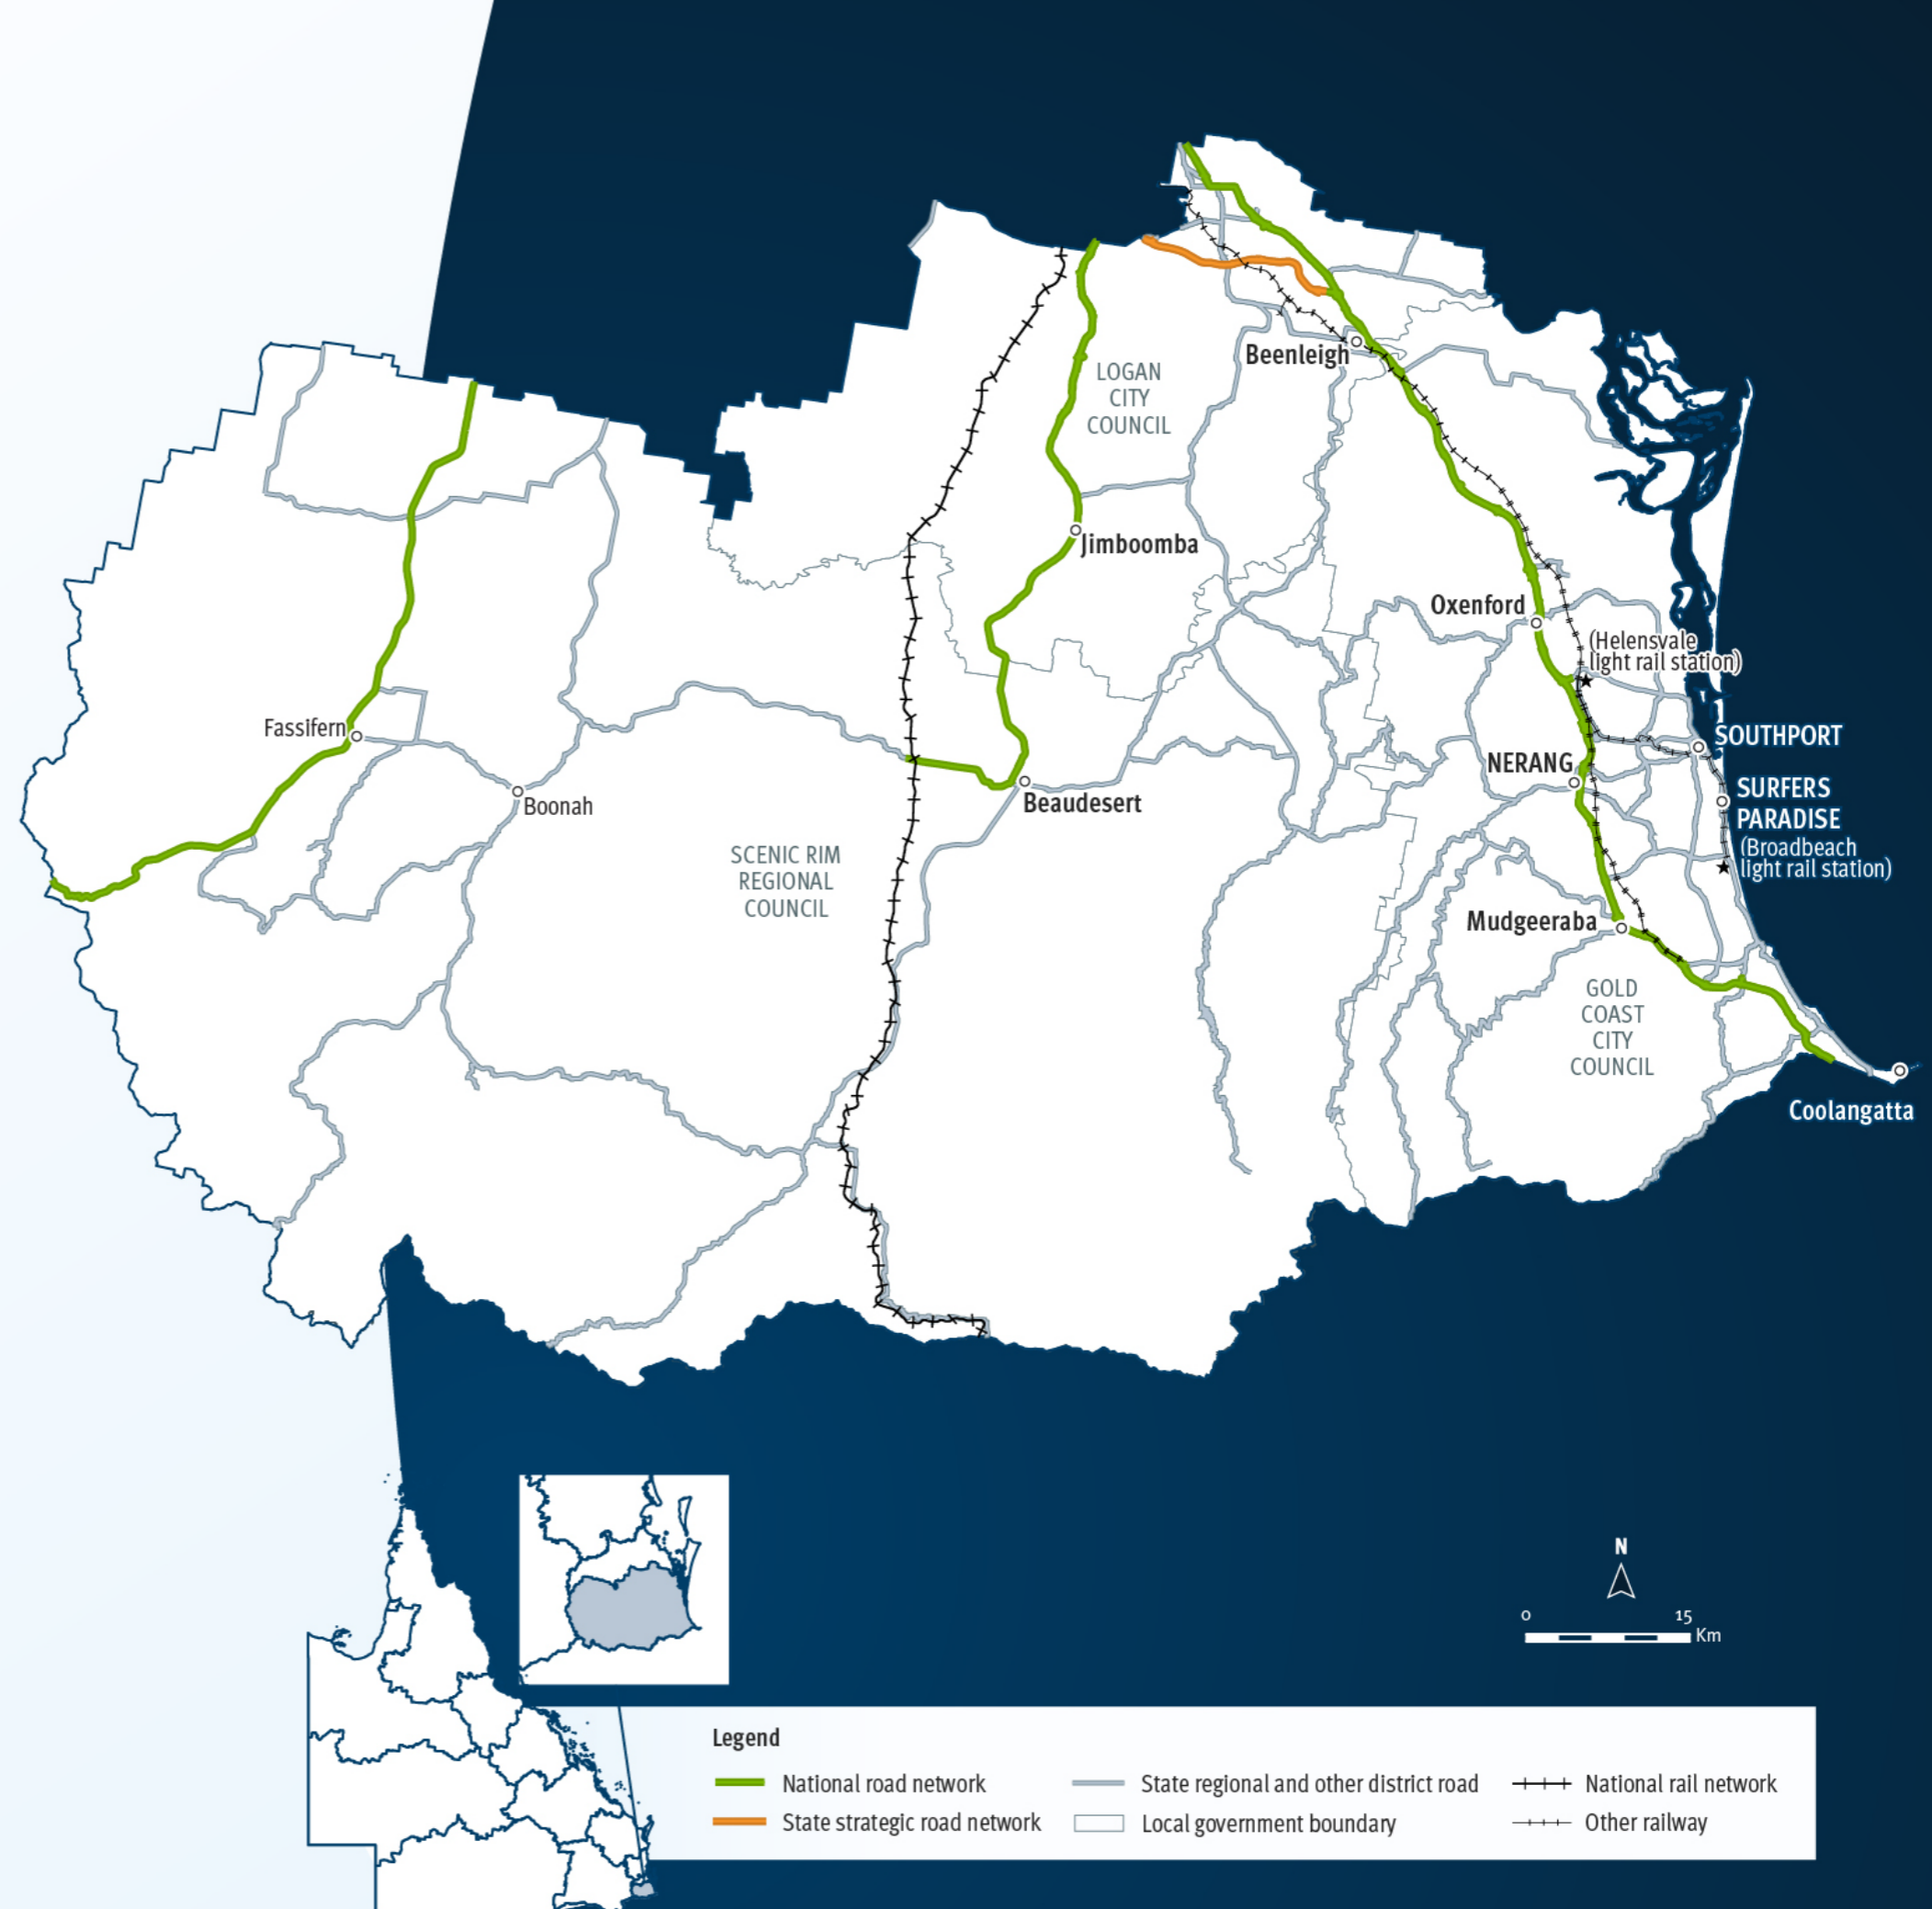 Beenleigh
LOGAN
CITY
COUNCIL
Jimboomba
Oxenford
(Helensvale
light rail station)
Fassifern
SOUTHPORT
NERANG
SURFERS
PARADISE
(Broadbeach
light rail station)
Boonah
Beaudesert
SCENIC RIM
REGIONAL
COUNCIL
Mudgeeraba
GOLD
COAST
CITY
COUNCIL
Coolangatta
N
0 15
Km
Legend
National road network
State strategic road network
State regional and other district road
Local government boundary
National rail network
Other railway